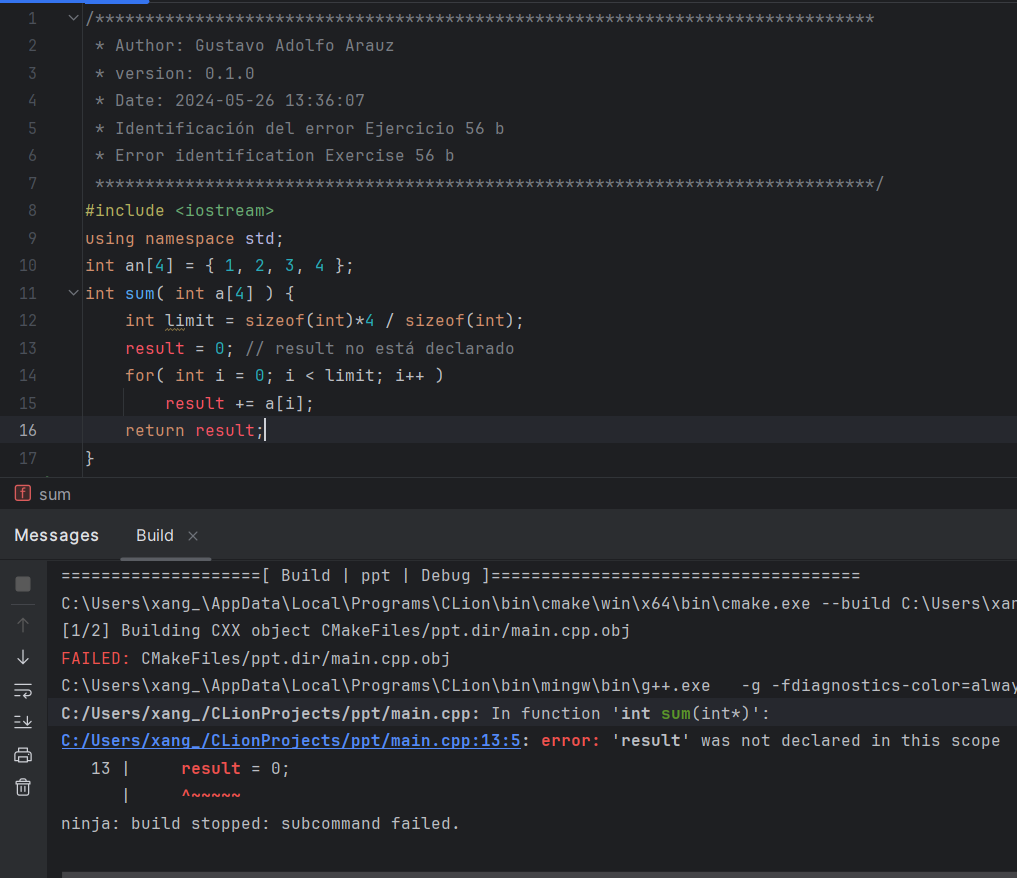 1 /******************************************************************************
2 * Author: Gustavo Adolfo Arauz
3 * version: 0.1.0
4 * Date: 2024-05-26 13:36:07
5 * Identificación del error Ejercicio 56 b
6 * Error identification Exercise 56 b
7 ******************************************************************************/
8 #include <iostream>
9 using namespace std;
10 int an[4] = { 1, 2, 3, 4 };
11 int sum( int a[4] ) {
12 int limit = sizeof(int)*4 / sizeof(int);
13 result = 0; // result no está declarado
14 for( int i = 0; i < limit; i++ )
15 result += a[i];
16 return result;
17 }
f sum
Messages Build ×
====================[ Build | ppt | Debug ]=====================================
C:\Users\xang_\AppData\Local\Programs\CLion\bin\cmake\win\x64\bin\cmake.exe --build C:\Users\xan
[1/2] Building CXX object CMakeFiles/ppt.dir/main.cpp.obj
FAILED: CMakeFiles/ppt.dir/main.cpp.obj
C:\Users\xang_\AppData\Local\Programs\CLion\bin\mingw\bin\g++.exe   -g -fdiagnostics-color=alway
C:/Users/xang_/CLionProjects/ppt/main.cpp: In function 'int sum(int*)':
C:/Users/xang_/CLionProjects/ppt/main.cpp:13:5: error: 'result' was not declared in this scope
13 | result = 0;
| ^~~~~~
ninja: build stopped: subcommand failed.